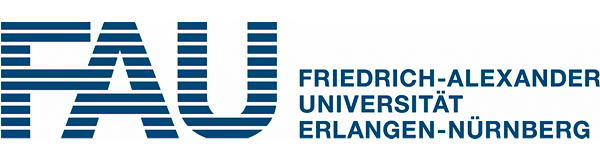 FAU
FRIEDRICH-ALEXANDER
UNIVERSITÄT
ERLANGEN-NÜRNBERG